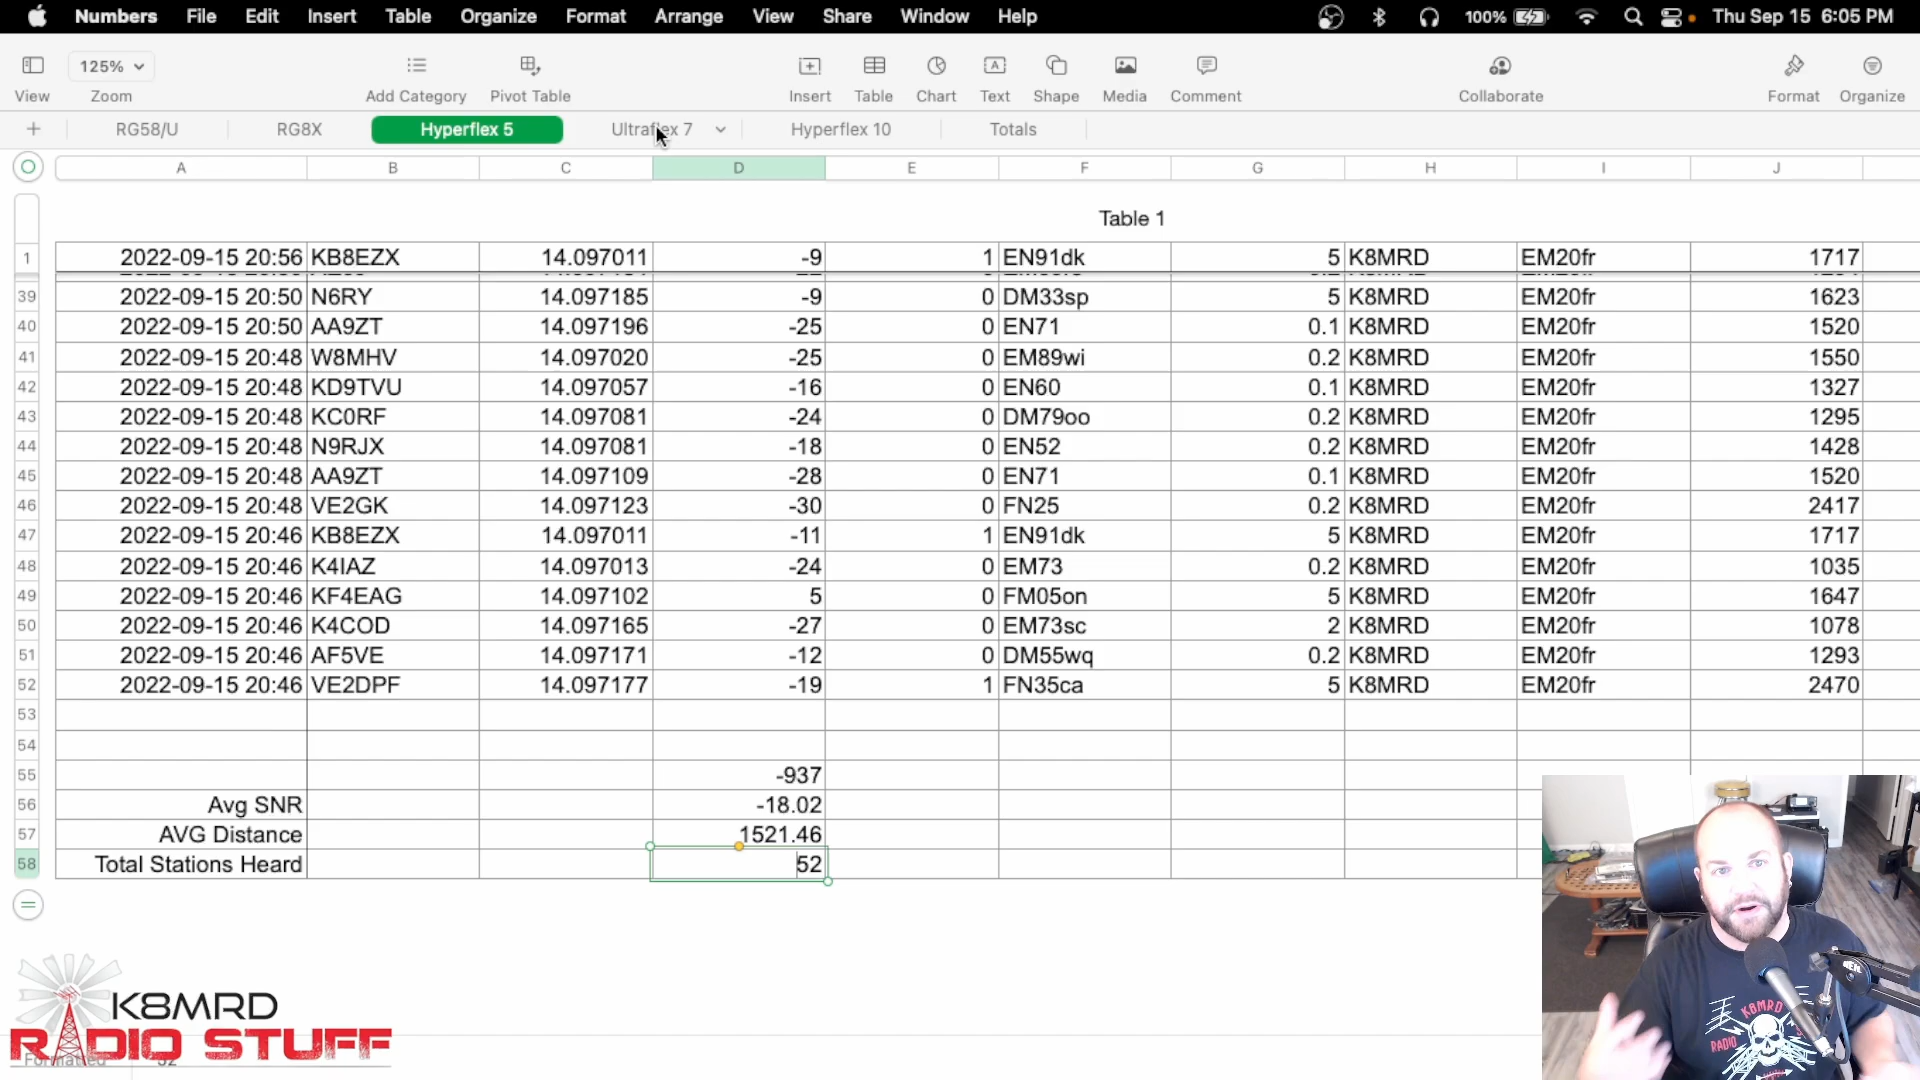 Numbers File Edit Insert Table Organize Format Arrange View Share Window Help 100% Thu Sep 15 6:05 PM
125%
View Zoom Add Category Pivot Table Insert Table Chart Text Shape Media Comment Collaborate Format Organize
RG58/U RG8X Hyperflex 5 Ultraflex 7 Hyperflex 10 Totals
A B C D E F G H I J
Table 1
1 2022-09-15 20:56 KB8EZX 14.097011 -9 1 EN91dk 5 K8MRD EM20fr 1717
39 2022-09-15 20:50 N6RY 14.097185 -9 0 DM33sp 5 K8MRD EM20fr 1623
40 2022-09-15 20:50 AA9ZT 14.097196 -25 0 EN71 0.1 K8MRD EM20fr 1520
41 2022-09-15 20:48 W8MHV 14.097020 -25 0 EM89wi 0.2 K8MRD EM20fr 1550
42 2022-09-15 20:48 KD9TVU 14.097057 -16 0 EN60 0.1 K8MRD EM20fr 1327
43 2022-09-15 20:48 KC0RF 14.097081 -24 0 DM79oo 0.2 K8MRD EM20fr 1295
44 2022-09-15 20:48 N9RJX 14.097081 -18 0 EN52 0.2 K8MRD EM20fr 1428
45 2022-09-15 20:48 AA9ZT 14.097109 -28 0 EN71 0.1 K8MRD EM20fr 1520
46 2022-09-15 20:48 VE2GK 14.097123 -30 0 FN25 0.2 K8MRD EM20fr 2417
47 2022-09-15 20:46 KB8EZX 14.097011 -11 1 EN91dk 5 K8MRD EM20fr 1717
48 2022-09-15 20:46 K4IAZ 14.097013 -24 0 EM73 0.2 K8MRD EM20fr 1035
49 2022-09-15 20:46 KF4EAG 14.097102 5 0 FM05on 5 K8MRD EM20fr 1647
50 2022-09-15 20:46 K4COD 14.097165 -27 0 EM73sc 2 K8MRD EM20fr 1078
51 2022-09-15 20:46 AF5VE 14.097171 -12 0 DM55wq 0.2 K8MRD EM20fr 1293
52 2022-09-15 20:46 VE2DPF 14.097177 -19 1 FN35ca 5 K8MRD EM20fr 2470
53
54
55 -937
56 Avg SNR -18.02
57 AVG Distance 1521.46
58 Total Stations Heard 52
K8MRD
RADIO STUFF
K8MRD
RADIO